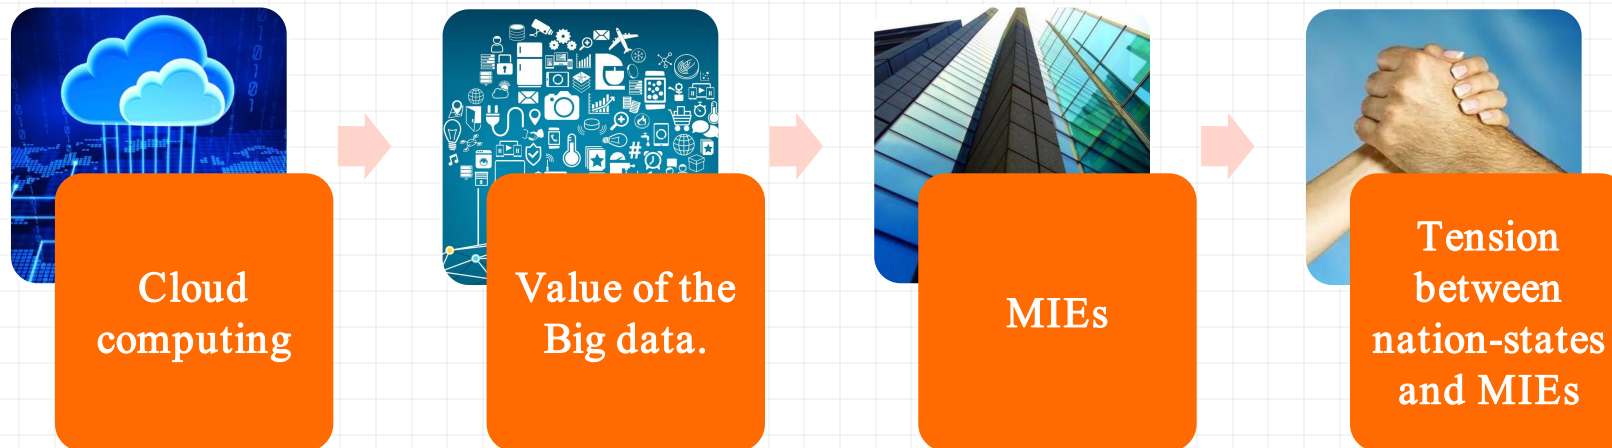 Cloud
computing
Value of the
Big data.
MIEs
Tension
between
nation-states
and MIEs